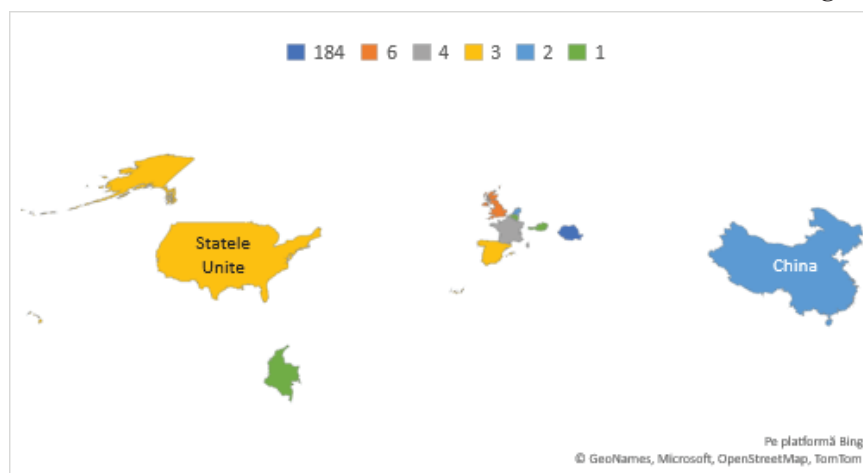 184 6 4 3 2 1
Statele
Unite
China
Pe platformă Bing
© GeoNames, Microsoft, OpenStreetMap, TomTom